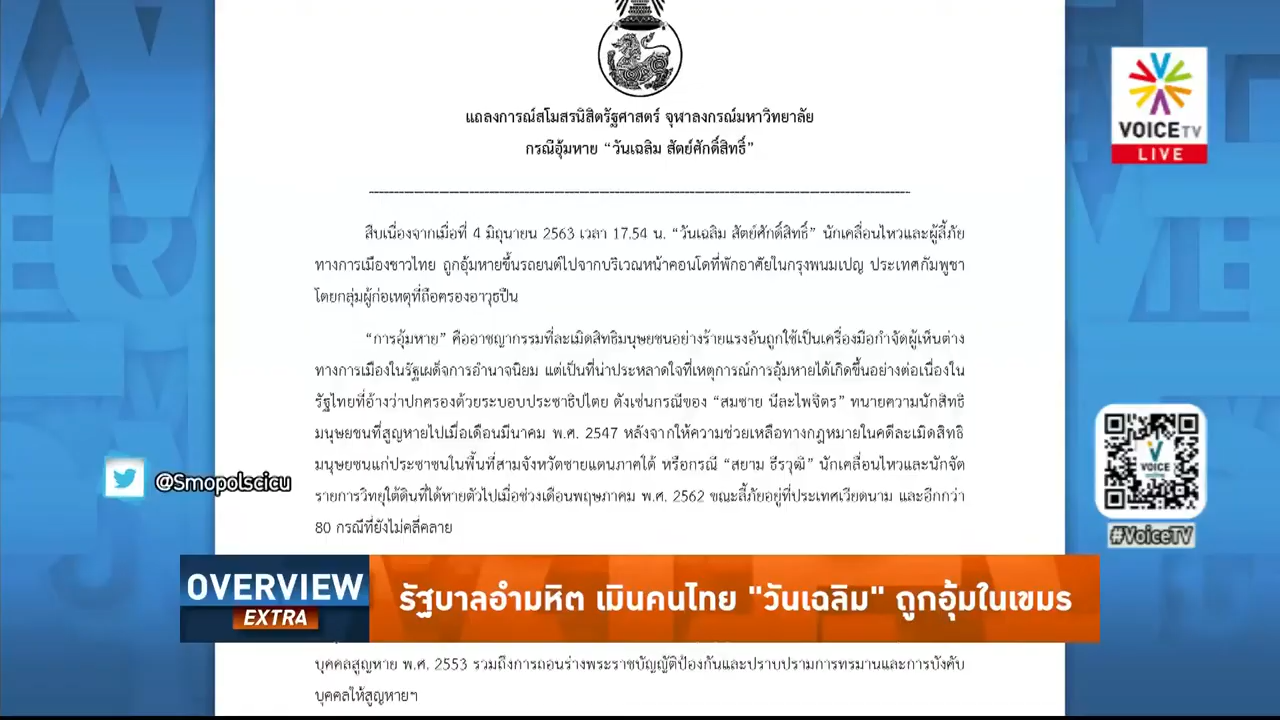 แถลงการณ์สโมสรนิสิตรัฐศาสตร์ จุฬาลงกรณ์มหาวิทยาลัย
กรณีอุ้มหาย “วันเฉลิม สัตย์ศักดิ์สิทธิ์”
สืบเนื่องจากเมื่อที่ 4 มิถุนายน 2563 เวลา 17.54 น. “วันเฉลิม สัตย์ศักดิ์สิทธิ์” นักเคลื่อนไหวและผู้ลี้ภัย
ทางการเมืองชาวไทย ถูกอุ้มหายขึ้นรถยนต์ไปจากบริเวณหน้าคอนโดที่พักอาศัยในกรุงพนมเปญ ประเทศกัมพูชา
โดยกลุ่มผู้ก่อเหตุที่ถือครองอาวุธปืน
“การอุ้มหาย” คืออาชญากรรมที่ละเมิดสิทธิมนุษยชนอย่างร้ายแรงอันถูกใช้เป็นเครื่องมือกำจัดผู้เห็นต่าง
ทางการเมืองในรัฐเผด็จการอำนาจนิยม แต่เป็นที่น่าประหลาดใจที่เหตุการณ์การอุ้มหายได้เกิดขึ้นอย่างต่อเนื่องใน
รัฐไทยที่อ้างว่าปกครองด้วยระบอบประชาธิปไตย ดังเช่นกรณีของ “สมชาย นีละไพจิตร” ทนายความนักสิทธิ
มนุษยชนที่สูญหายไปเมื่อเดือนมีนาคม พ.ศ. 2547 หลังจากให้ความช่วยเหลือทางกฎหมายในคดีละเมิดสิทธิ
มนุษยชนแก่ประชาชนในพื้นที่สามจังหวัดชายแดนภาคใต้ หรือกรณี “สยาม ธีรวุฒิ” นักเคลื่อนไหวและนักจัด
รายการวิทยุใต้ดินที่ได้หายตัวไปเมื่อช่วงเดือนพฤษภาคม พ.ศ. 2562 ขณะลี้ภัยอยู่ที่ประเทศเวียดนาม และอีกกว่า
80 กรณีที่ยังไม่คลี่คลาย
บุคคลสูญหาย พ.ศ. 2553 รวมถึงการถอนร่างพระราชบัญญัติป้องกันและปราบปรามการทรมานและการบังคับ
บุคคลให้สูญหายฯ
@Smopolscicu
VOICE TV
LIVE
VOICE
#VoiceTV
OVERVIEW
EXTRA
รัฐบาลอำมหิต เมินคนไทย "วันเฉลิม" ถูกอุ้มในเขมร